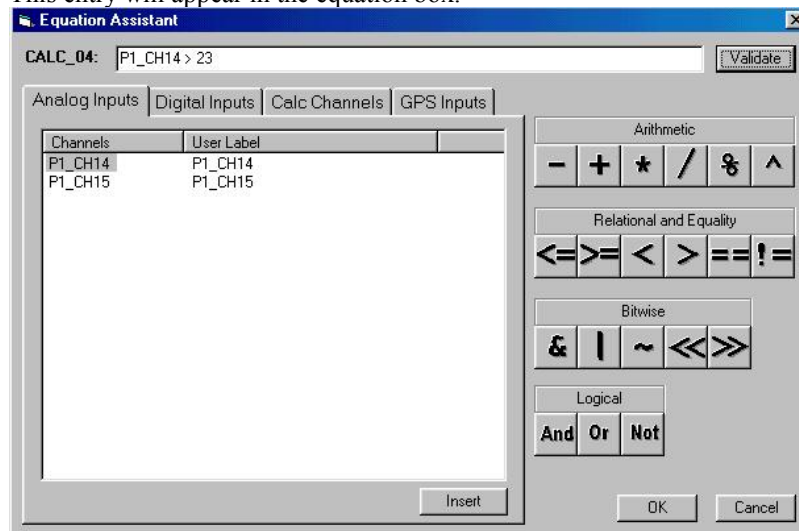 This entry will appear in the equation box.
Equation Assistant
CALC_04: P1_CH14 > 23 Validate
Analog Inputs Digital Inputs Calc Channels GPS Inputs
Channels User Label
P1_CH14 P1_CH14
P1_CH15 P1_CH15
Arithmetic
- + * / % ^
Relational and Equality
<= >= < > == !=
Bitwise
& | ~ << >>
Logical
And Or Not
Insert
OK Cancel